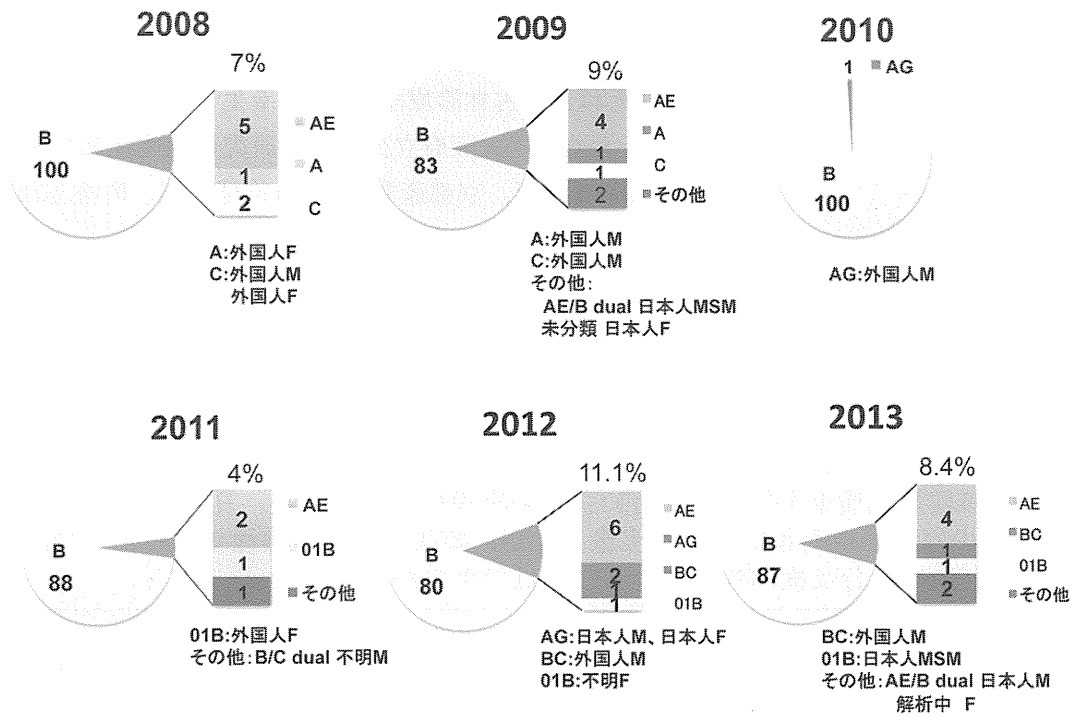 2008
7%
B
100
5
1
2
AE
A
C
A:外国人F
C:外国人M
外国人F
2009
9%
B
83
4
1
1
2
AE
A
C
その他
A:外国人M
C:外国人M
その他:
AE/B dual 日本人MSM
未分類 日本人F
2010
1
AG
B
100
AG:外国人M
2011
4%
B
88
2
1
1
AE
01B
その他
01B:外国人F
その他:B/C dual 不明M
2012
11.1%
B
80
6
2
1
1
AE
AG
BC
01B
AG:日本人M、日本人F
BC:外国人M
01B:不明F
2013
8.4%
B
87
4
1
1
2
AE
BC
01B
その他
BC:外国人M
01B:日本人MSM
その他:AE/B dual 日本人M
解析中 F